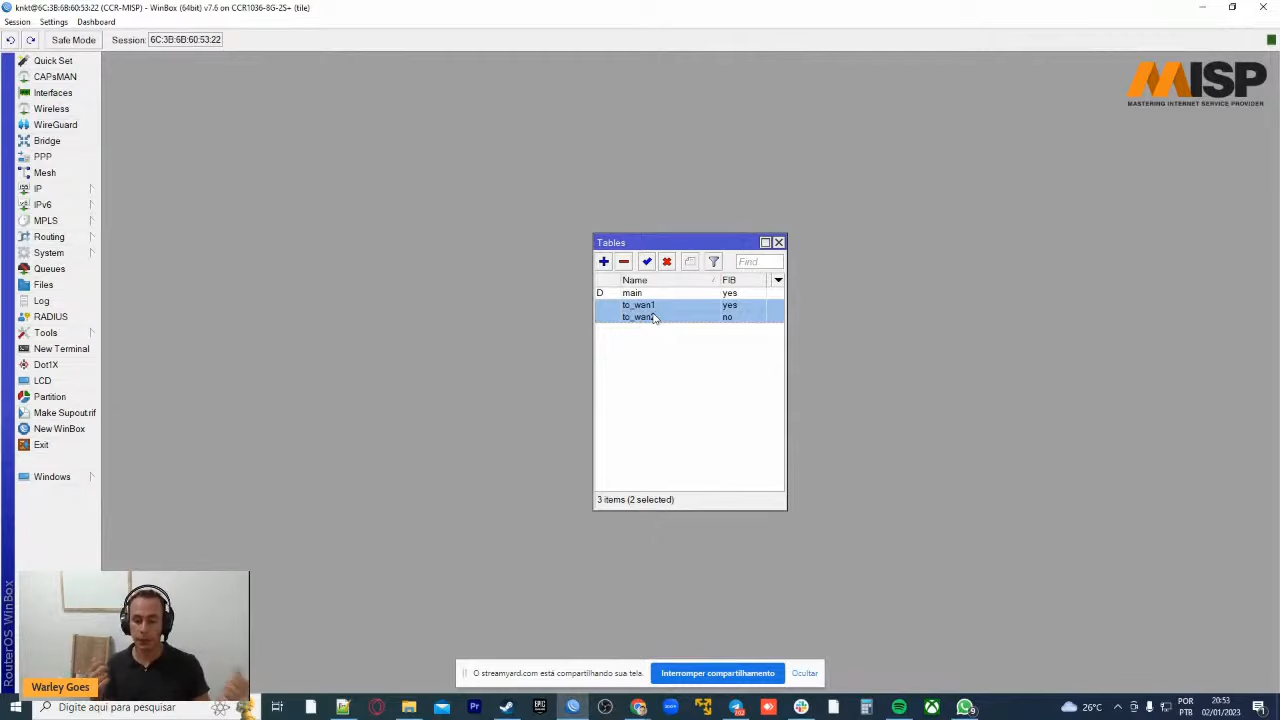 knkt@6C:3B:6B:60:53:22 (CCR-MISP) - WinBox (64bit) v7.6 on CCR1036-8G-2S+ (tile)
Session Settings Dashboard
Safe Mode Session: 6C:3B:6B:60:53:22
Quick Set
CAPsMAN
Interfaces
Wireless
WireGuard
Bridge
PPP
Mesh
IP
IPv6
MPLS
Routing
System
Queues
Files
Log
RADIUS
Tools
New Terminal
Dot1X
LCD
Partition
Make Supout.rif
New WinBox
Exit
Windows
RouterOS WinBox
MISP
MASTERING INTERNET SERVICE PROVIDER
Tables
Find
Name FIB
D main yes
to_wan1 yes
no
3 items (2 selected)
Warley Goes
O streamyard.com está compartilhando sua tela. Interromper compartilhamento Ocultar
Digite aqui para pesquisar
26°C
POR
PTB
20:53
02/01/2023